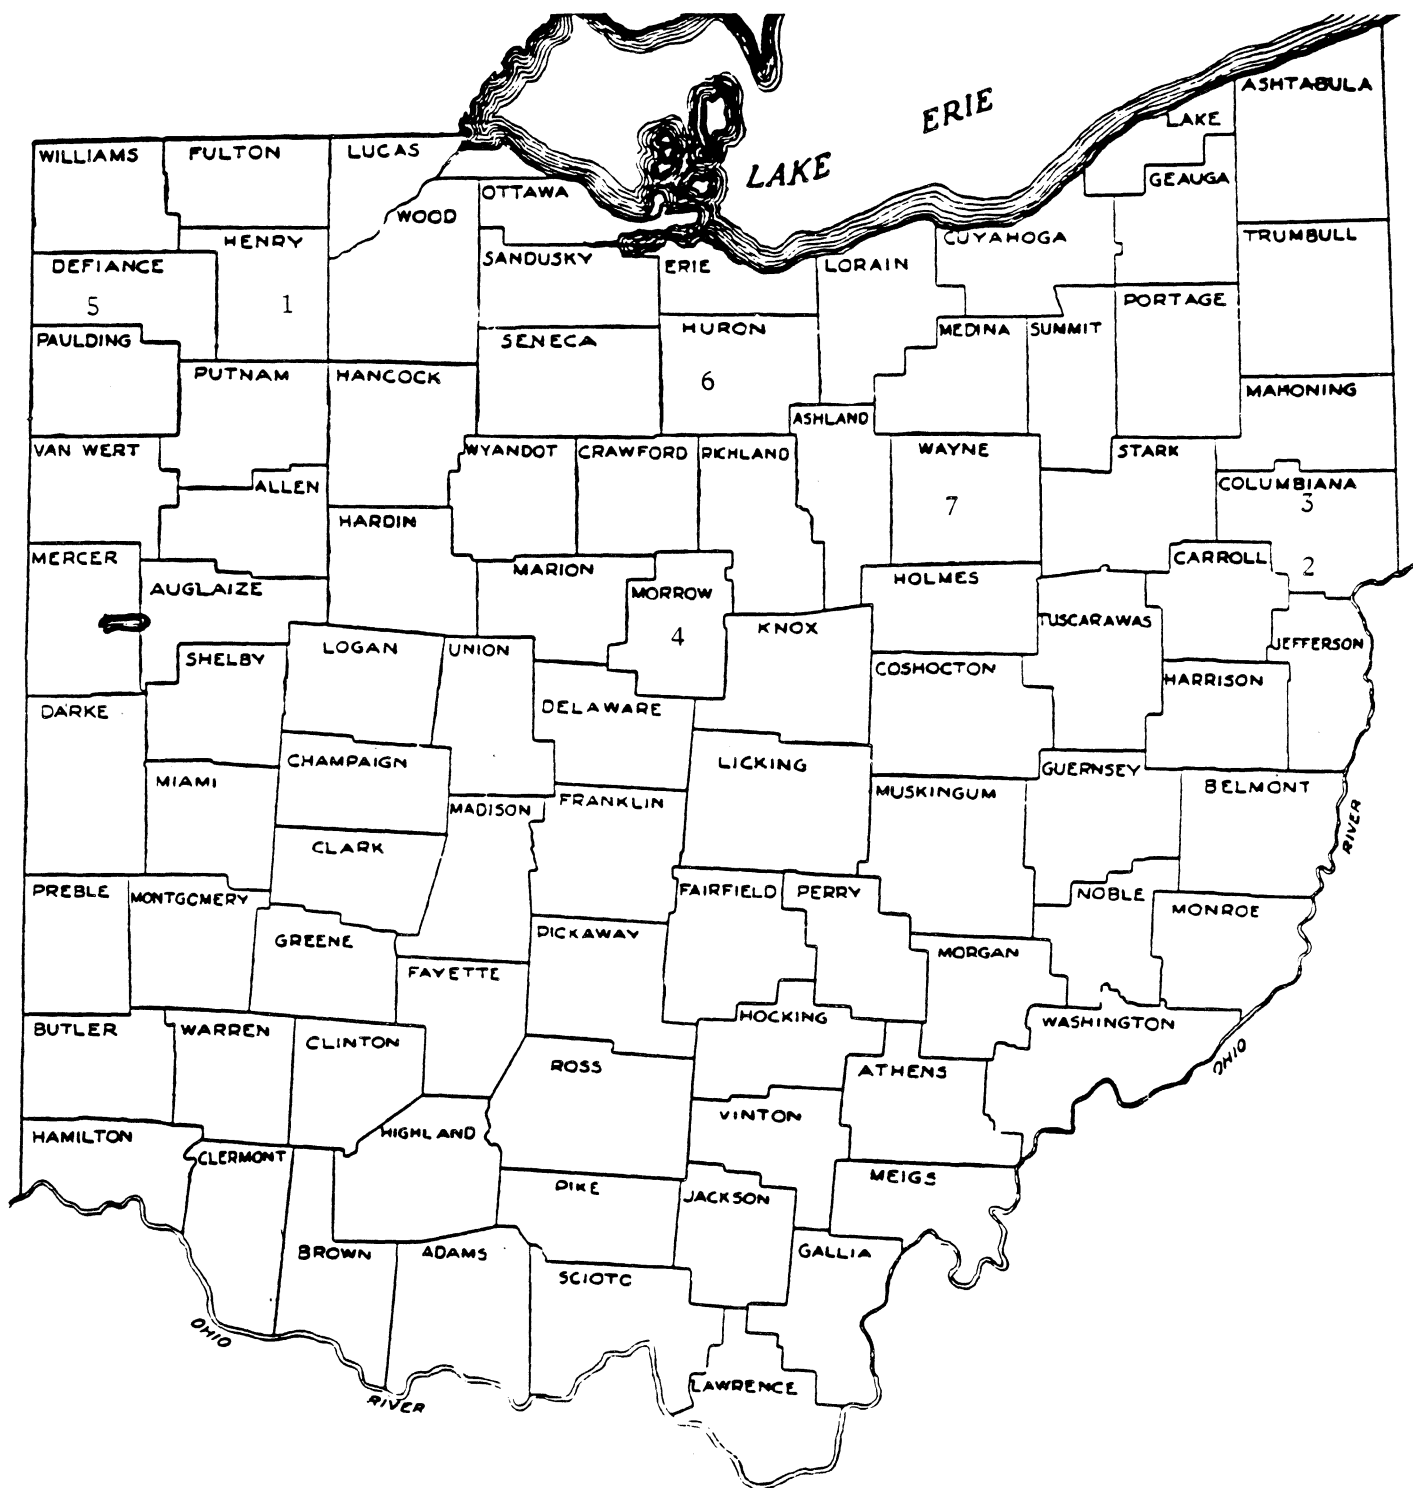 ERIE
LAKE
ASHTABULA
LAKE
WILLIAMS
FULTON
LUCAS
GEAUGA
OTTAWA
WOOD
HENRY
CUYAHOGA
TRUMBULL
DEFIANCE
SANDUSKY
ERIE
LORAIN
5
1
PORTAGE
PAULDING
SENECA
HURON
MEDINA
SUMMIT
PUTNAM
HANCOCK
6
MAHONING
ASHLAND
VAN WERT
WYANDOT
CRAWFORD
RICHLAND
WAYNE
STARK
ALLEN
COLUMBIANA
3
7
HARDIN
MERCER
AUGLAIZE
MARION
HOLMES
CARROLL
2
MORROW
4
KNOX
TUSCARAWAS
JEFFERSON
SHELBY
LOGAN
UNION
COSHOCTON
HARRISON
DARKE
DELAWARE
CHAMPAIGN
LICKING
GUERNSEY
MIAMI
MUSKINGUM
BELMONT
MADISON
FRANKLIN
RIVER
CLARK
PREBLE
MONTGCMERY
FAIRFIELD
PERRY
NOBLE
MONROE
GREENE
PICKAWAY
MORGAN
FAYETTE
BUTLER
WARREN
CLINTON
HOCKING
WASHINGTON
ROSS
ATHENS
OHIO
HAMILTON
CLERMONT
HIGHLAND
VINTON
PIKE
JACKSON
MEIGS
BROWN
ADAMS
SCIOTC
GALLIA
OHIO
RIVER
LAWRENCE